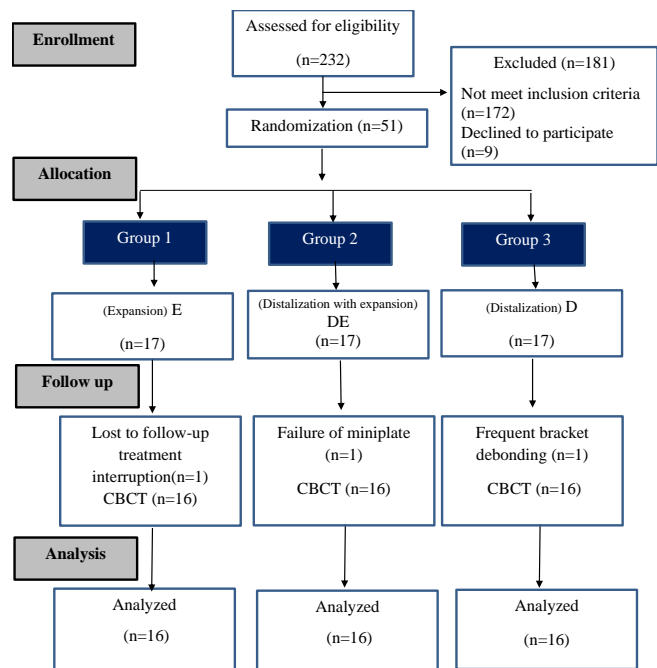 Enrollment
Assessed for eligibility
(n=232)
Excluded (n=181)
Not meet inclusion criteria
(n=172)
Declined to participate
(n=9)
Randomization (n=51)
Allocation
Group 1
Group 2
Group 3
(Expansion) E
(n=17)
(Distalization with expansion)
DE
(n=17)
(Distalization) D
(n=17)
Follow up
Lost to follow-up
treatment
interruption(n=1)
CBCT (n=16)
Failure of miniplate
(n=1)
CBCT (n=16)
Frequent bracket
debonding (n=1)
CBCT (n=16)
Analysis
Analyzed
(n=16)
Analyzed
(n=16)
Analyzed
(n=16)